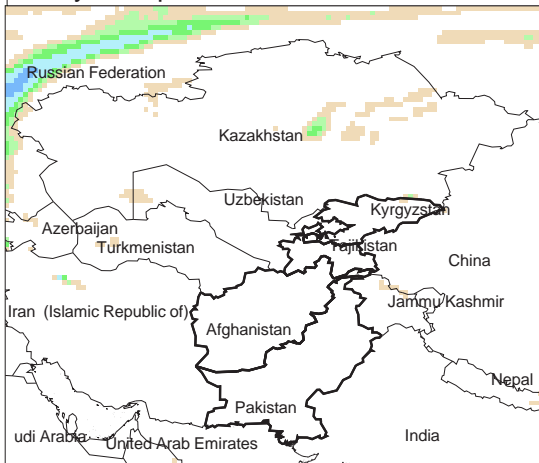 Russian Federation
Kazakhstan
Uzbekistan
Kyrgyzstan
Azerbaijan
Turkmenistan
Tajikistan
China
Iran (Islamic Republic of)
Jammu/Kashmir
Afghanistan
Nepal
Pakistan
udi Arabia
United Arab Emirates
India